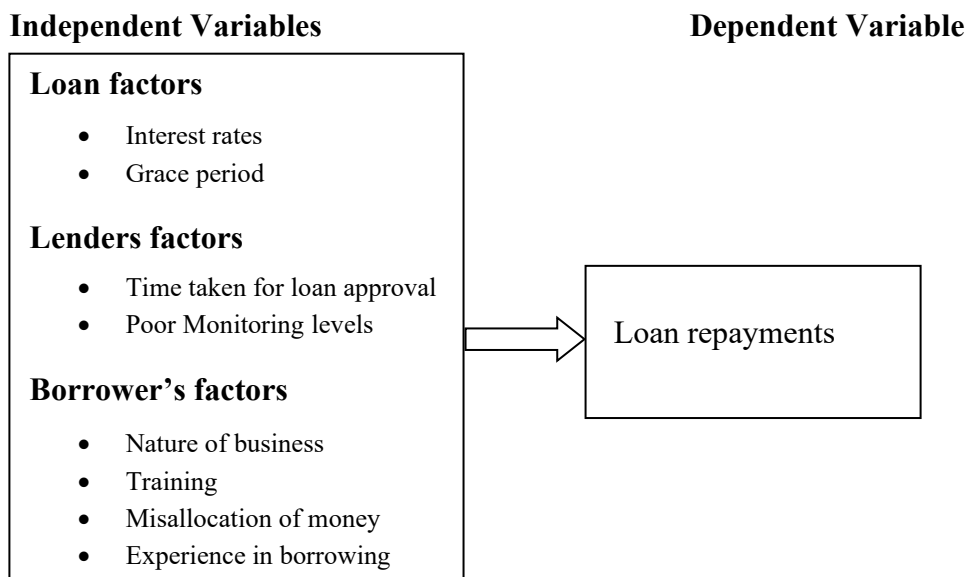 Independent Variables
Dependent Variable
Loan factors
• Interest rates
• Grace period
Lenders factors
• Time taken for loan approval
• Poor Monitoring levels
Loan repayments
Borrower’s factors
• Nature of business
• Training
• Misallocation of money
• Experience in borrowing